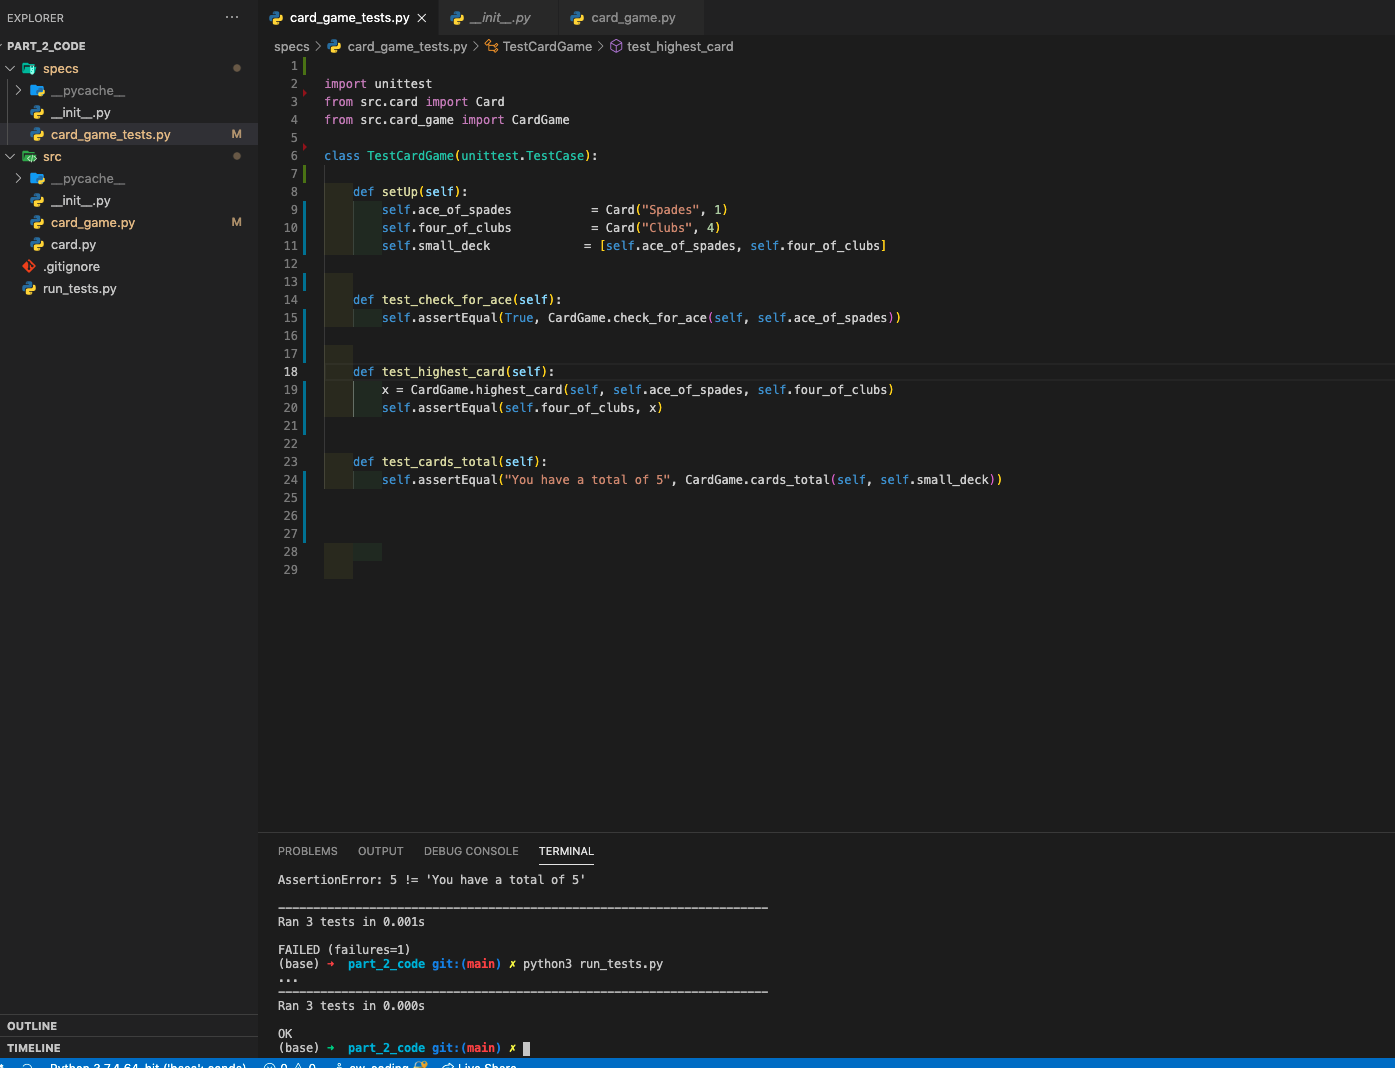 EXPLORER
···
PART_2_CODE
specs
__pycache__
__init__.py
card_game_tests.py M
src
__pycache__
__init__.py
card_game.py M
card.py
.gitignore
run_tests.py
OUTLINE
TIMELINE
card_game_tests.py
__init__.py
card_game.py
specs > card_game_tests.py > TestCardGame > test_highest_card
1
2 import unittest
3 from src.card import Card
4 from src.card_game import CardGame
5
6 class TestCardGame(unittest.TestCase):
7
8 def setUp(self):
9 self.ace_of_spades = Card("Spades", 1)
10 self.four_of_clubs = Card("Clubs", 4)
11 self.small_deck = [self.ace_of_spades, self.four_of_clubs]
12
13
14 def test_check_for_ace(self):
15 self.assertEqual(True, CardGame.check_for_ace(self, self.ace_of_spades))
16
17
18 def test_highest_card(self):
19 x = CardGame.highest_card(self, self.ace_of_spades, self.four_of_clubs)
20 self.assertEqual(self.four_of_clubs, x)
21
22
23 def test_cards_total(self):
24 self.assertEqual("You have a total of 5", CardGame.cards_total(self, self.small_deck))
25
26
27
28
29
PROBLEMS OUTPUT DEBUG CONSOLE TERMINAL
AssertionError: 5 != 'You have a total of 5'
----------------------------------------------------------------------
Ran 3 tests in 0.001s
FAILED (failures=1)
(base) ➜ part_2_code git:(main) ✗ python3 run_tests.py
...
----------------------------------------------------------------------
Ran 3 tests in 0.000s
OK
(base) ➜ part_2_code git:(main) ✗
Python 3.7.4 64-bit ('base': conda) 0 0 sw_coding Live Share